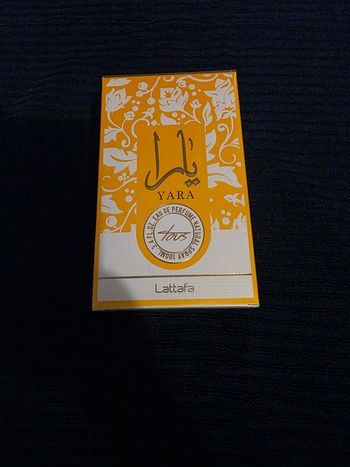 يارا
YARA
3.4 FL.OZ. EAU DE PERFUME NATURAL SPRAY 100ML
Tous
Lattafa